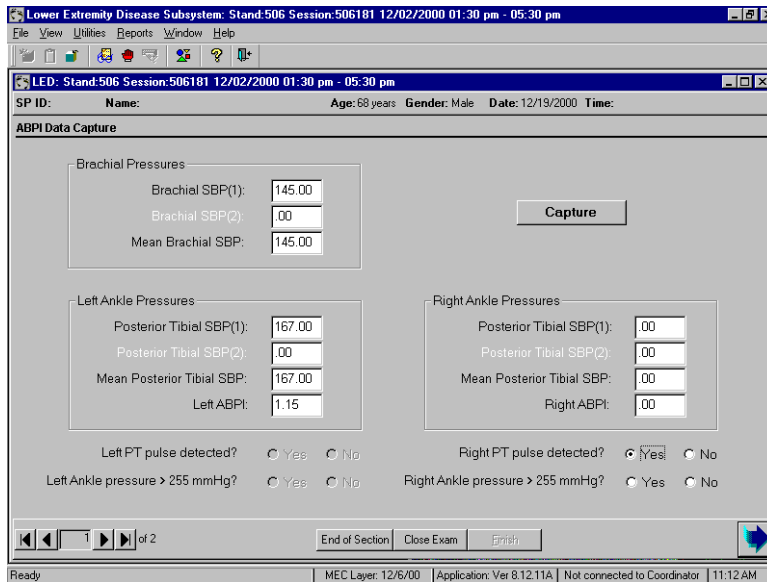 Lower Extremity Disease Subsystem: Stand:506 Session:506181 12/02/2000 01:30 pm - 05:30 pm
File View Utilities Reports Window Help
LED: Stand:506 Session:506181 12/02/2000 01:30 pm - 05:30 pm
SP ID: Name: Age: 68 years Gender: Male Date: 12/19/2000 Time:
ABPI Data Capture
Brachial Pressures
Brachial SBP(1): 145.00
Brachial SBP(2): .00
Capture
Mean Brachial SBP: 145.00
Left Ankle Pressures Right Ankle Pressures
Posterior Tibial SBP(1): 167.00 Posterior Tibial SBP(1): .00
Posterior Tibial SBP(2): .00 Posterior Tibial SBP(2): .00
Mean Posterior Tibial SBP: 167.00 Mean Posterior Tibial SBP: .00
Left ABPI: 1.15 Right ABPI: .00
Left PT pulse detected? Yes No Right PT pulse detected? Yes No
Left Ankle pressure > 255 mmHg? Yes No Right Ankle pressure > 255 mmHg? Yes No
1 of 2 End of Section Close Exam Finish
Ready MEC Layer: 12/6/00 Application: Ver 8.12.11A Not connected to Coordinator 11:12 AM